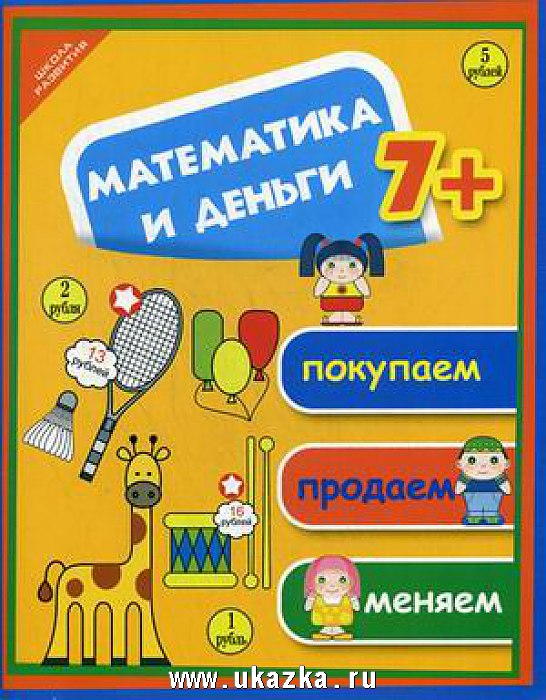 ШКОЛА
РАЗВИТИЯ
5
рублей
МАТЕМАТИКА
И ДЕНЬГИ
7+
2
рубля
13
рублей
покупаем
продаем
16
рублей
меняем
1
рубль
www.ukazka.ru